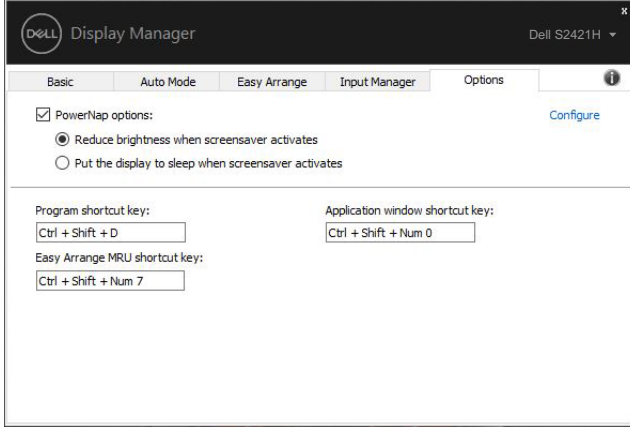 x
DELL Display Manager
Dell S2421H
Basic Auto Mode Easy Arrange Input Manager Options i
PowerNap options: Configure
Reduce brightness when screensaver activates
Put the display to sleep when screensaver activates
Program shortcut key: Application window shortcut key:
Ctrl + Shift + D Ctrl + Shift + Num 0
Easy Arrange MRU shortcut key:
Ctrl + Shift + Num 7